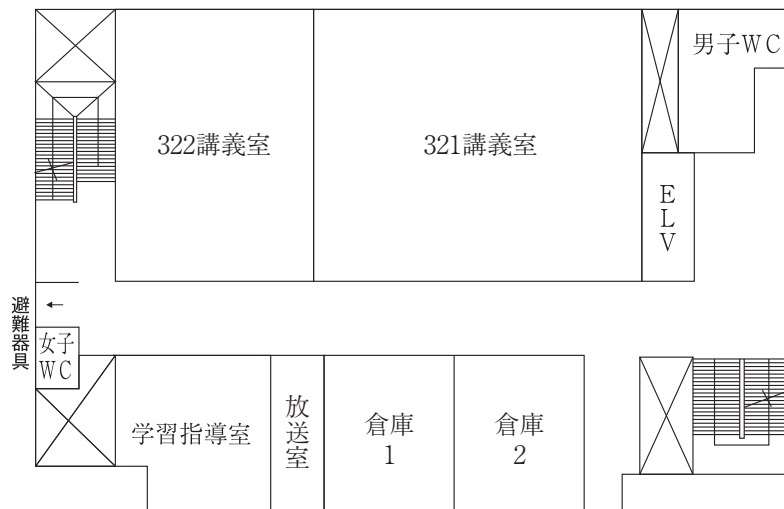 男子WC
322講義室
321講義室
ELV
←
避難器具
女子
WC
学習指導室
放送室
倉庫
1
倉庫
2